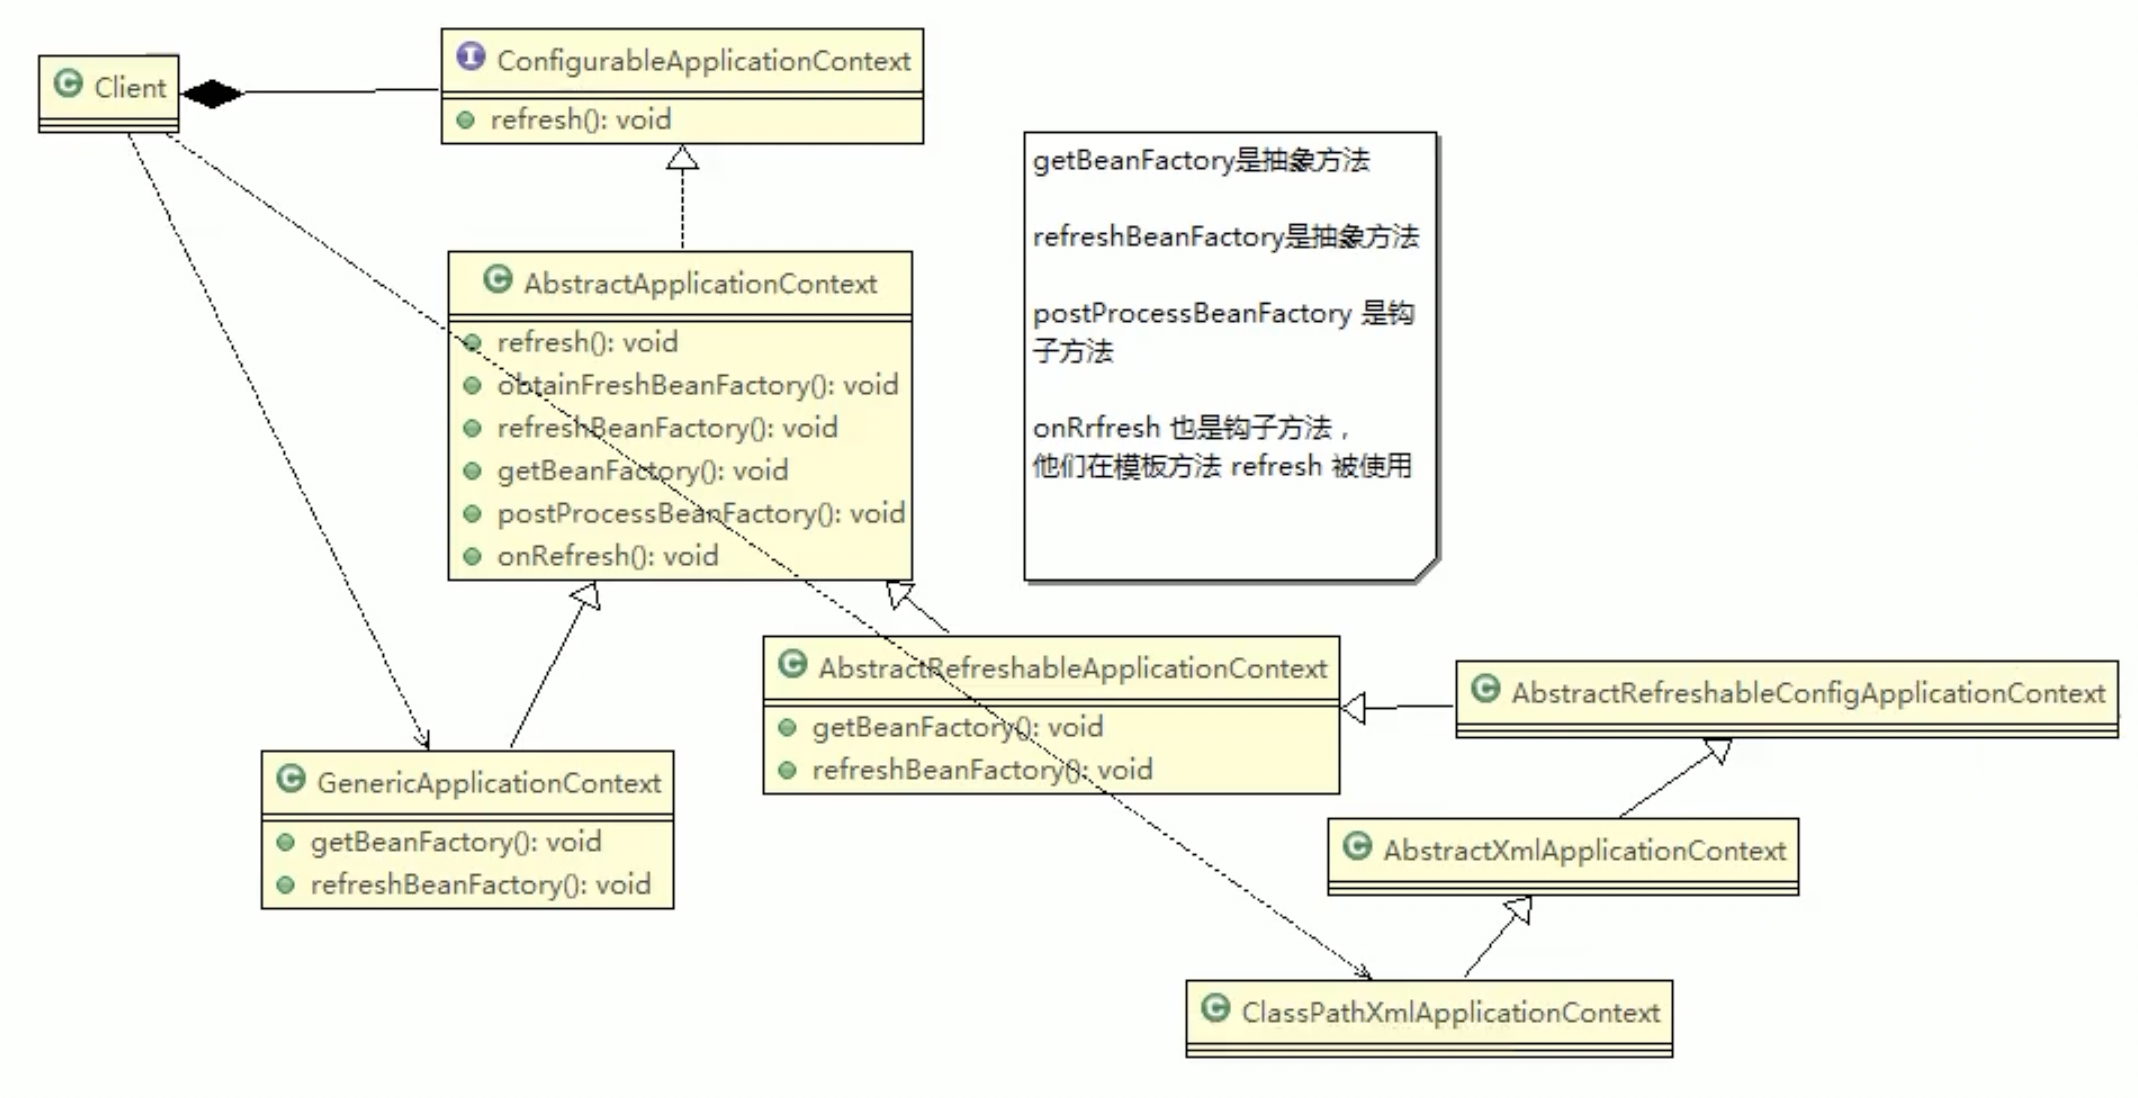 Client
I ConfigurableApplicationContext
refresh(): void
AbstractApplicationContext
refresh(): void
obtainFreshBeanFactory(): void
refreshBeanFactory(): void
getBeanFactory(): void
postProcessBeanFactory(): void
onRefresh(): void
getBeanFactory是抽象方法
refreshBeanFactory是抽象方法
postProcessBeanFactory 是钩
子方法
onRrfresh 也是钩子方法，
他们在模板方法 refresh 被使用
C GenericApplicationContext
getBeanFactory(): void
refreshBeanFactory(): void
C AbstractRefreshableApplicationContext
getBeanFactory(): void
refreshBeanFactory(): void
C AbstractRefreshableConfigApplicationContext
C AbstractXmlApplicationContext
C ClassPathXmlApplicationContext